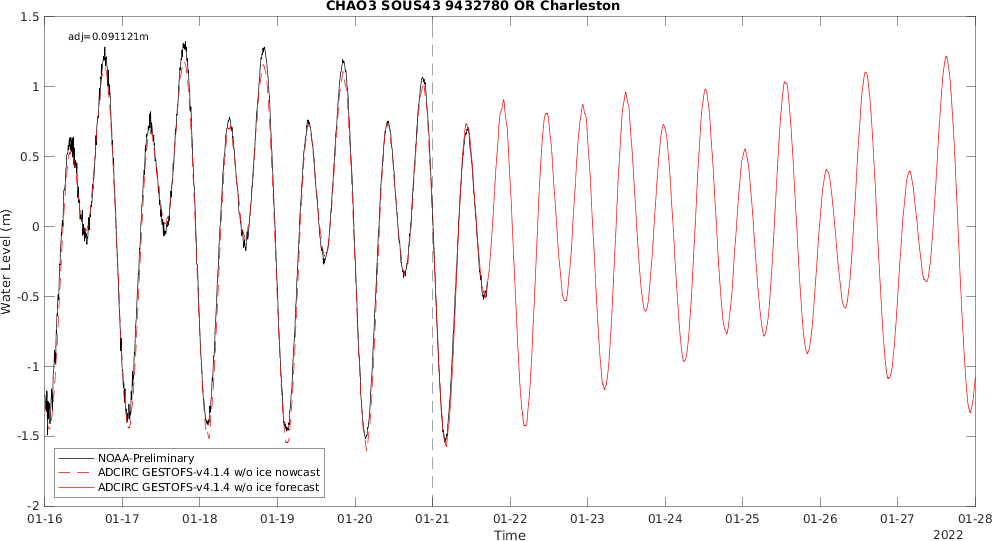 CHAO3 SOUS43 9432780 OR Charleston
adj=0.091121m
1.5
1
0.5
0
-0.5
-1
-1.5
-2
Water Level (m)
NOAA-Preliminary
ADCIRC GESTOFS-v4.1.4 w/o ice nowcast
ADCIRC GESTOFS-v4.1.4 w/o ice forecast
01-16 01-17 01-18 01-19 01-20 01-21 01-22 01-23 01-24 01-25 01-26 01-27 01-28
Time
2022